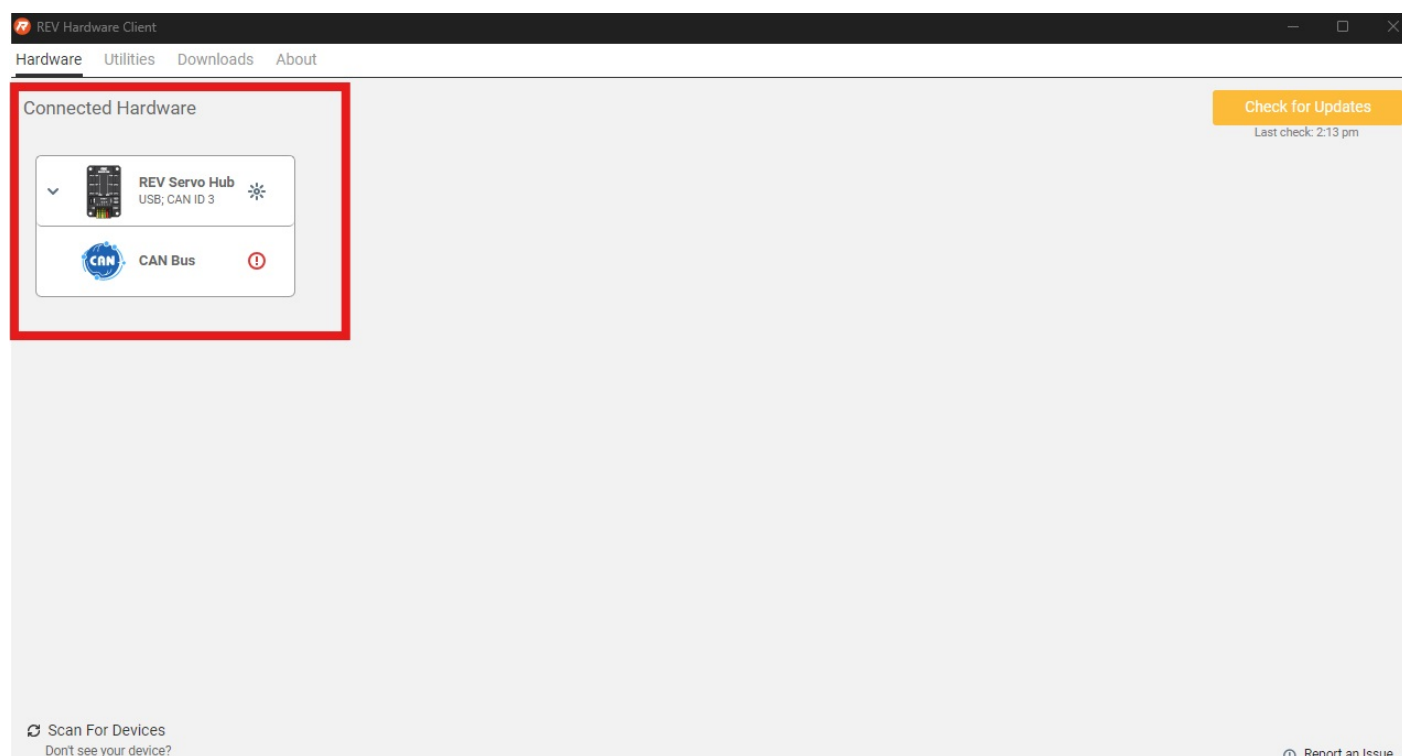 REV Hardware Client
Hardware Utilities Downloads About
Connected Hardware
Check for Updates
Last check: 2:13 pm
REV Servo Hub
USB; CAN ID 3
CAN CAN Bus
Scan For Devices
Don't see your device?
Report an Issue